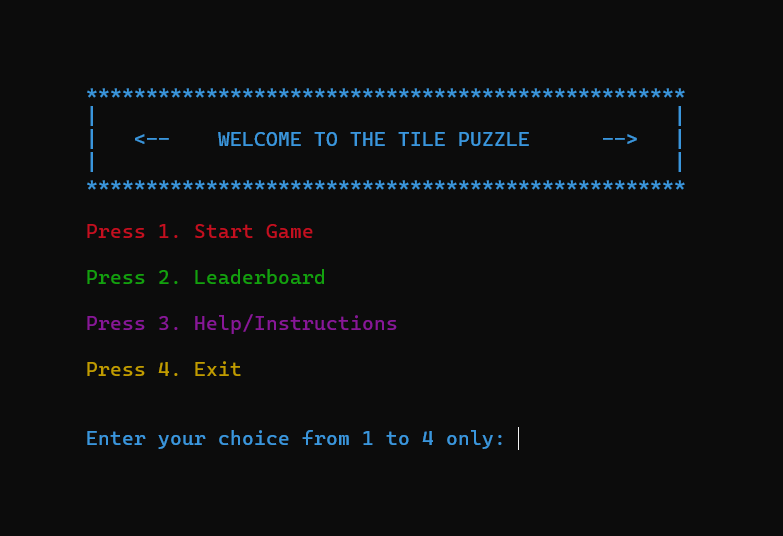 **************************************************
|                                                |
|   <--    WELCOME TO THE TILE PUZZLE      -->   |
|                                                |
**************************************************
Press 1. Start Game
Press 2. Leaderboard
Press 3. Help/Instructions
Press 4. Exit
Enter your choice from 1 to 4 only: